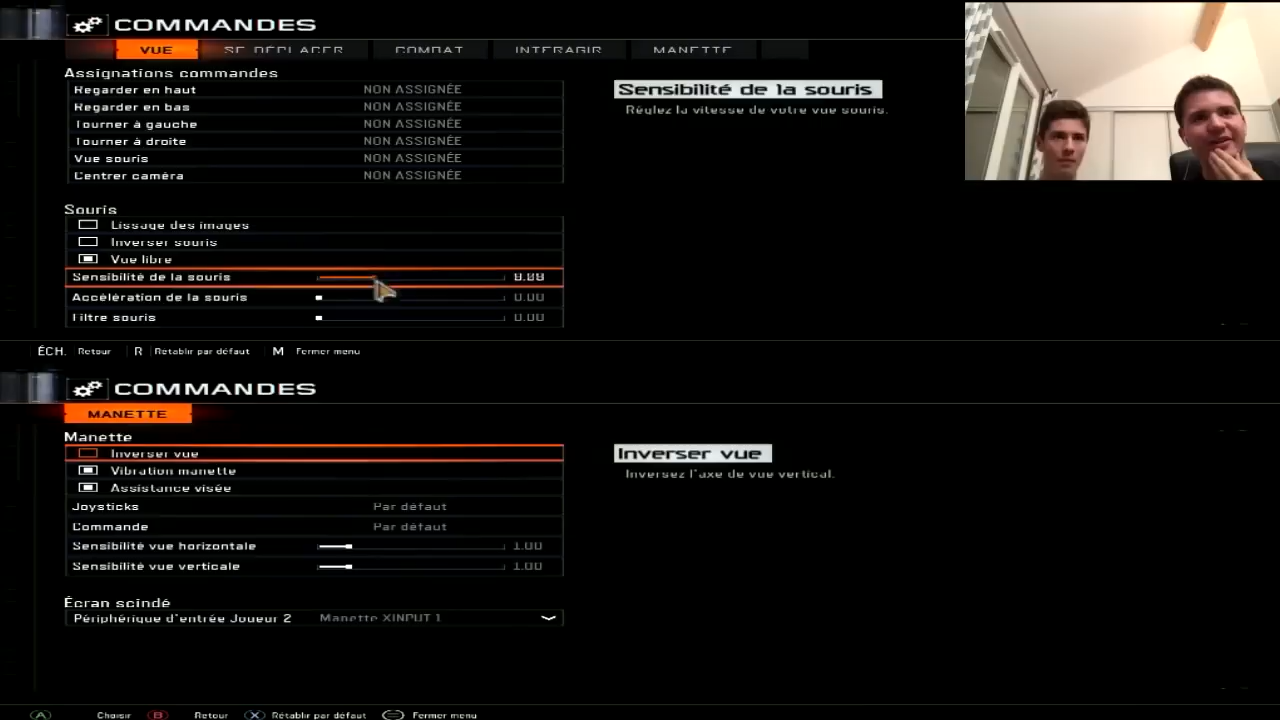 COMMANDES
VUE SE DÉPLACER COMBAT INTERAGIR MANETTE
Assignations commandes
Regarder en haut NON ASSIGNÉE
Regarder en bas NON ASSIGNÉE
Tourner à gauche NON ASSIGNÉE
Tourner à droite NON ASSIGNÉE
Vue souris NON ASSIGNÉE
Centrer caméra NON ASSIGNÉE
Souris
Lissage des images
Inverser souris
Vue libre
Sensibilité de la souris
Accélération de la souris 0.00
Filtre souris 0.00
Sensibilité de la souris
Réglez la vitesse de votre vue souris.
ÉCH. Retour R Rétablir par défaut M Fermer menu
COMMANDES
MANETTE
Manette
Inverser vue
Vibration manette
Assistance visée
Joysticks Par défaut
Commande Par défaut
Sensibilité vue horizontale 1.00
Sensibilité vue verticale 1.00
Écran scindé
Périphérique d'entrée Joueur 2 Manette XINPUT 1
Inverser vue
Inversez l'axe de vue vertical.
A Choisir B Retour X Rétablir par défaut Fermer menu